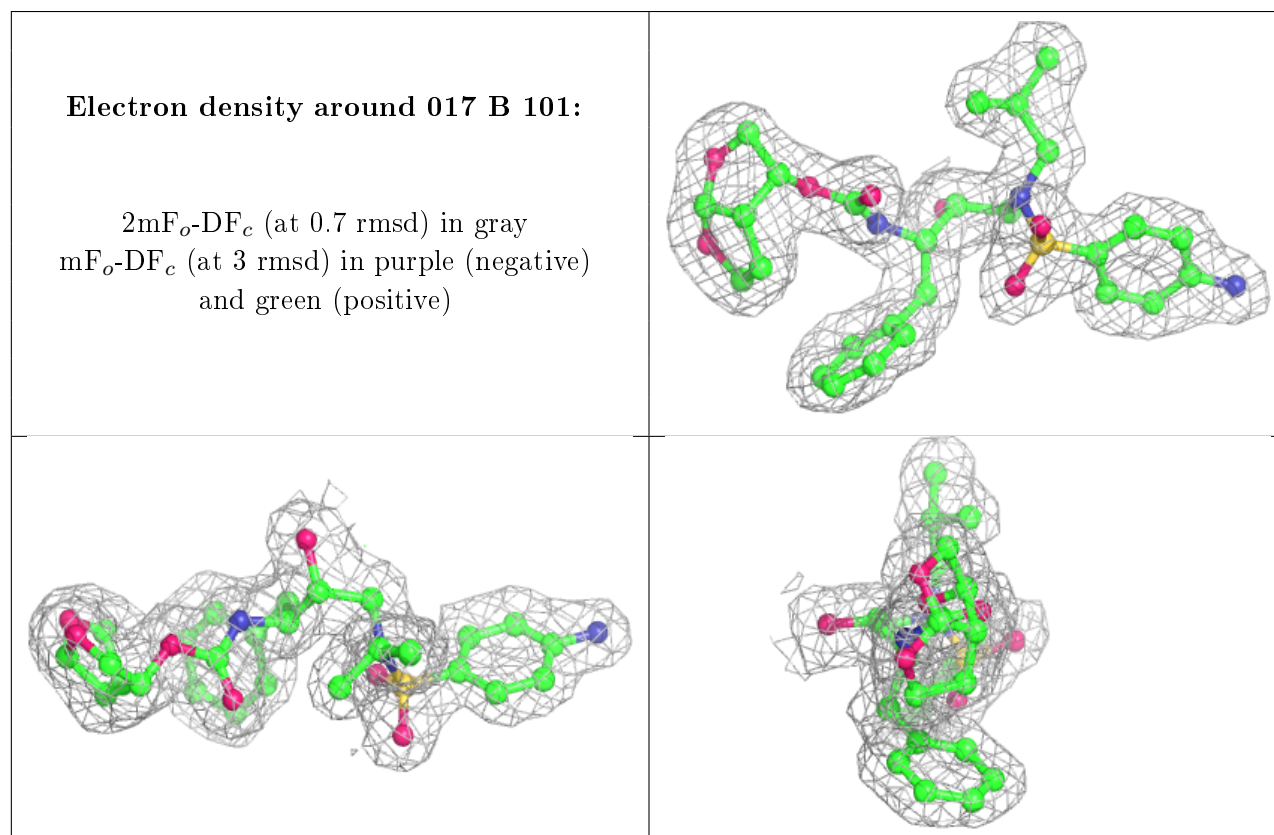 Electron density around 017 B 101:
2mFo-DFc (at 0.7 rmsd) in gray
mFo-DFc (at 3 rmsd) in purple (negative)
and green (positive)